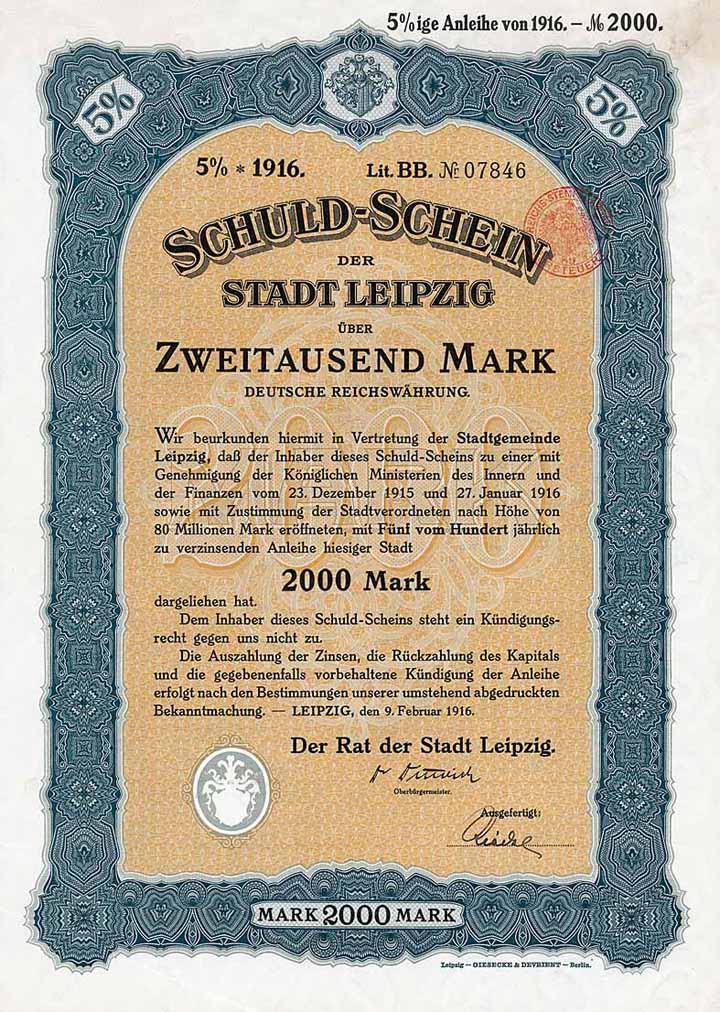 5%ige Anleihe von 1916. – ℳ 2000.
5%
5%
5% * 1916. Lit. BB. № 07846
SCHULD-SCHEIN
DER
STADT LEIPZIG
ÜBER
ZWEITAUSEND MARK
DEUTSCHE REICHSWÄHRUNG.
Wir beurkunden hiermit in Vertretung der Stadtgemeinde
Leipzig, daß der Inhaber dieses Schuld-Scheins zu einer mit
Genehmigung der Königlichen Ministerien des Innern und
der Finanzen vom 23. Dezember 1915 und 27. Januar 1916
sowie mit Zustimmung der Stadtverordneten nach Höhe von
80 Millionen Mark eröffneten, mit Fünf vom Hundert jährlich
zu verzinsenden Anleihe hiesiger Stadt
2000 Mark
dargeliehen hat.
Dem Inhaber dieses Schuld-Scheins steht ein Kündigungs-
recht gegen uns nicht zu.
Die Auszahlung der Zinsen, die Rückzahlung des Kapitals
und die gegebenenfalls vorbehaltene Kündigung der Anleihe
erfolgt nach den Bestimmungen unserer umstehend abgedruckten
Bekanntmachung. — LEIPZIG, den 9. Februar 1916.
Der Rat der Stadt Leipzig.
Dr Dittrich
Oberbürgermeister.
Ausgefertigt:
MARK 2000 MARK
Leipzig — GIESECKE & DEVRIENT — Berlin.